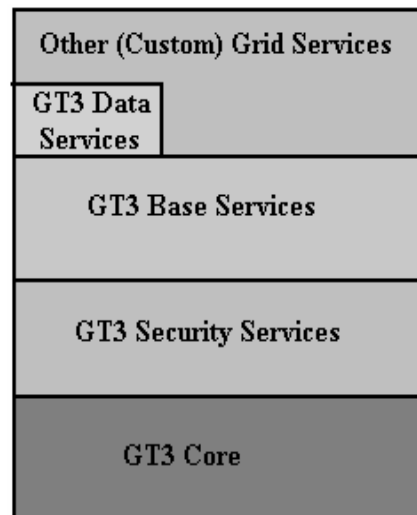 Other (Custom) Grid Services
GT3 Data
Services
GT3 Base Services
GT3 Security Services
GT3 Core